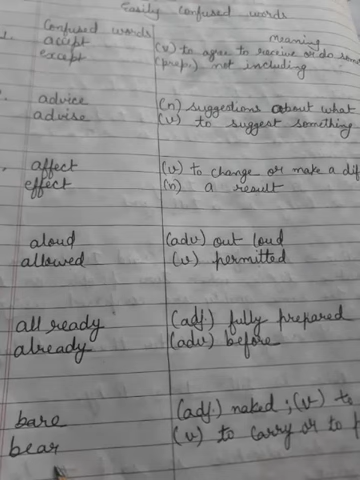 Easily confused words
Confused words Meaning
1. accept (v) to agree to receive or do
except (prep.) not including
advice (n) suggestions about what
advise (v) to suggest something
affect (v) to change or make a
effect (n) a result
aloud (adv) out loud
allowed (v) permitted
all ready (adj.) fully prepared
already (adv) before
bare (adj.) naked ; (v) to
bear (v) to carry or to